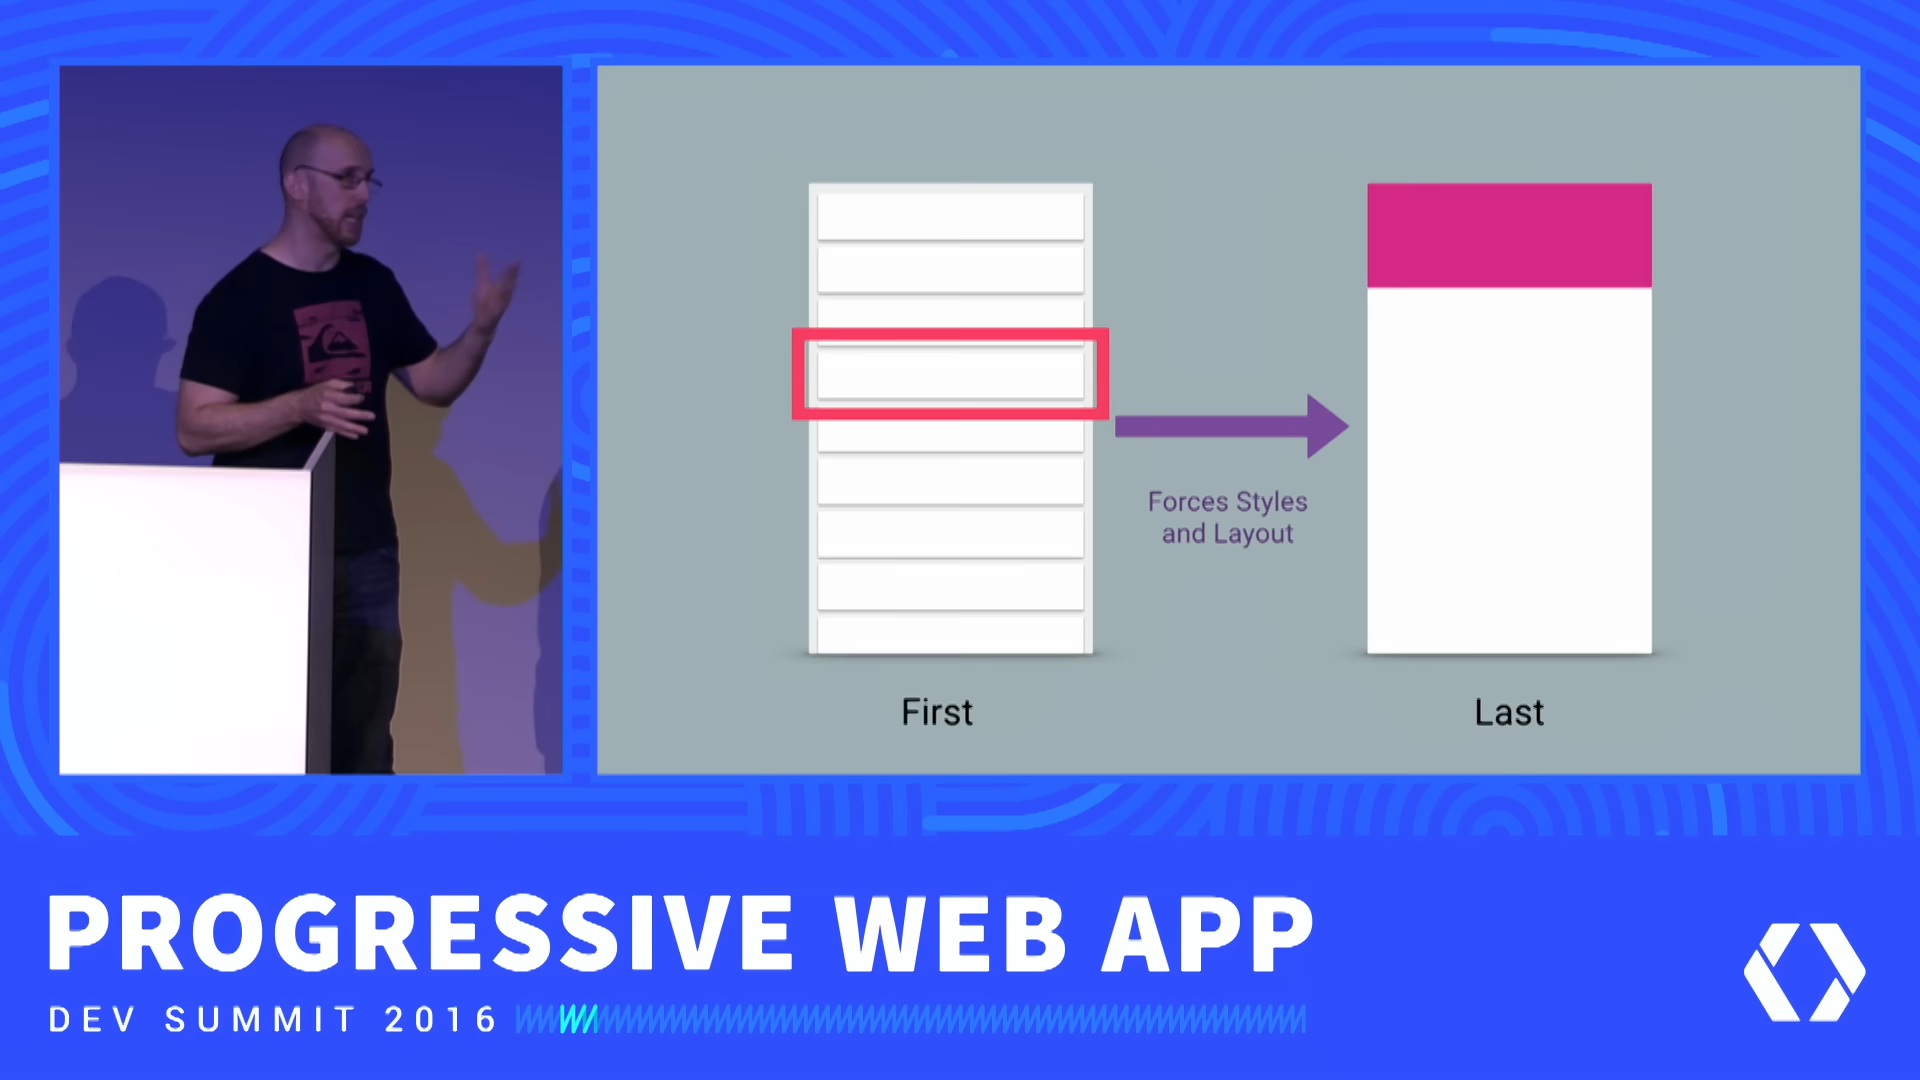 Forces Styles
and Layout
First
Last
PROGRESSIVE WEB APP
DEV SUMMIT 2016